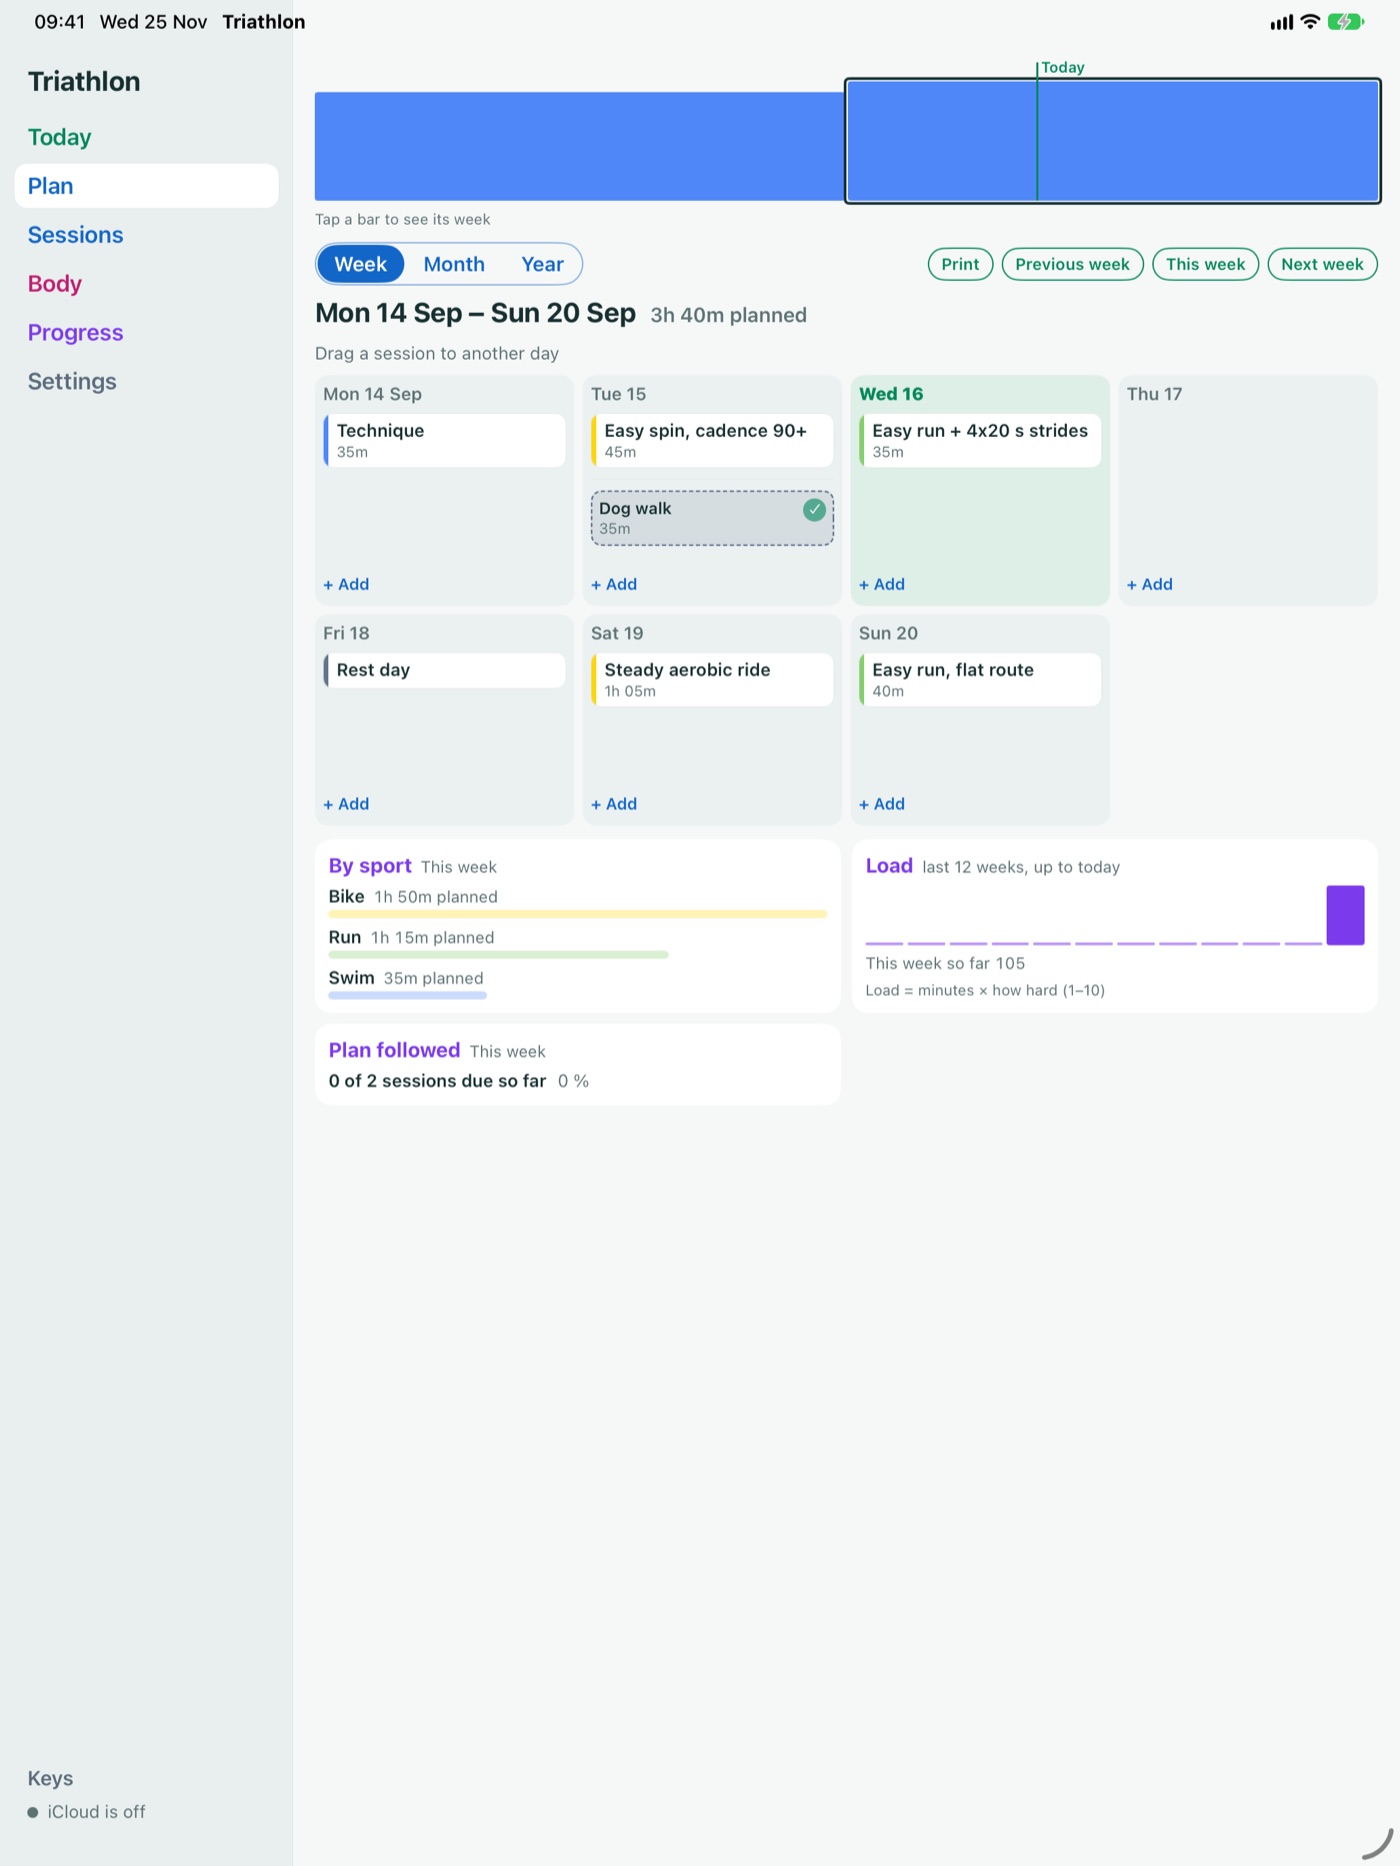 09:41 Wed 25 Nov Triathlon
Triathlon
Today
Plan
Sessions
Body
Progress
Settings
Keys
iCloud is off
Today
Tap a bar to see its week
Week Month Year
Print Previous week This week Next week
Mon 14 Sep – Sun 20 Sep 3h 40m planned
Drag a session to another day
Mon 14 Sep
Technique
35m
+ Add
Tue 15
Easy spin, cadence 90+
45m
Dog walk
35m
+ Add
Wed 16
Easy run + 4x20 s strides
35m
+ Add
Thu 17
+ Add
Fri 18
Rest day
+ Add
Sat 19
Steady aerobic ride
1h 05m
+ Add
Sun 20
Easy run, flat route
40m
+ Add
By sport This week
Bike 1h 50m planned
Run 1h 15m planned
Swim 35m planned
Load last 12 weeks, up to today
This week so far 105
Load = minutes × how hard (1–10)
Plan followed This week
0 of 2 sessions due so far 0 %